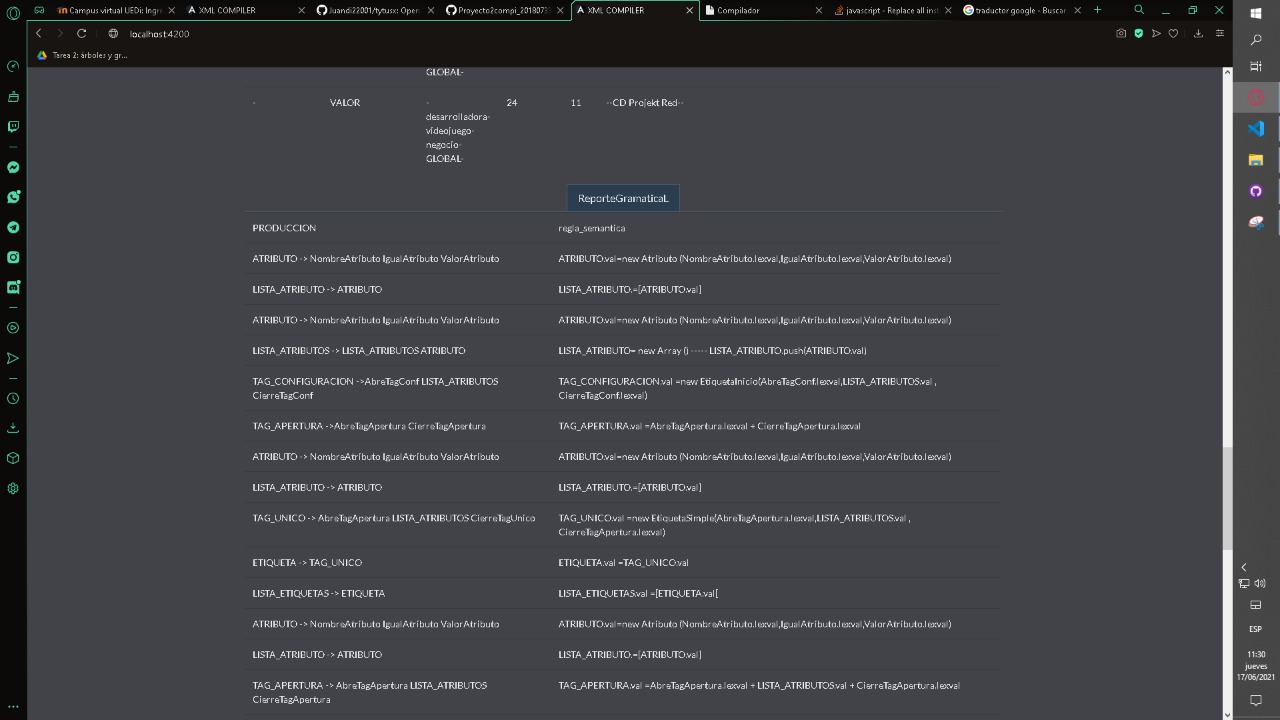 Campus virtual UEDi: Ingre
XML COMPILER
Juandi22001/tytusx: Open
Proyecto2compi_20180733
XML COMPILER
Compilador
javascript - Replace all inst
traductor google - Buscar
localhost:4200
Tarea 2: árboles y gr...
GLOBAL-
- VALOR - 24 11 --CD Projekt Red--
desarrolladora-
videojuego-
negocio-
GLOBAL-
ReporteGramaticaL
PRODUCCION regla_semantica
ATRIBUTO -> NombreAtributo IgualAtributo ValorAtributo ATRIBUTO.val=new Atributo (NombreAtributo.lexval,IgualAtributo.lexval,ValorAtributo.lexval)
LISTA_ATRIBUTO -> ATRIBUTO LISTA_ATRIBUTO.=[ATRIBUTO.val]
ATRIBUTO -> NombreAtributo IgualAtributo ValorAtributo ATRIBUTO.val=new Atributo (NombreAtributo.lexval,IgualAtributo.lexval,ValorAtributo.lexval)
LISTA_ATRIBUTOS -> LISTA_ATRIBUTOS ATRIBUTO LISTA_ATRIBUTO= new Array () ----- LISTA_ATRIBUTO.push(ATRIBUTO.val)
TAG_CONFIGURACION ->AbreTagConf LISTA_ATRIBUTOS TAG_CONFIGURACION.val =new EtiquetaInicio(AbreTagConf.lexval,LISTA_ATRIBUTOS.val ,
CierreTagConf CierreTagConf.lexval)
TAG_APERTURA ->AbreTagApertura CierreTagApertura TAG_APERTURA.val =AbreTagApertura.lexval + CierreTagApertura.lexval
ATRIBUTO -> NombreAtributo IgualAtributo ValorAtributo ATRIBUTO.val=new Atributo (NombreAtributo.lexval,IgualAtributo.lexval,ValorAtributo.lexval)
LISTA_ATRIBUTO -> ATRIBUTO LISTA_ATRIBUTO.=[ATRIBUTO.val]
TAG_UNICO -> AbreTagApertura LISTA_ATRIBUTOS CierreTagUnico TAG_UNICO.val =new EtiquetaSimple(AbreTagApertura.lexval,LISTA_ATRIBUTOS.val ,
CierreTagApertura.lexval)
ETIQUETA -> TAG_UNICO ETIQUETA.val =TAG_UNICO.val
LISTA_ETIQUETAS -> ETIQUETA LISTA_ETIQUETAS.val =[ETIQUETA.val[
ATRIBUTO -> NombreAtributo IgualAtributo ValorAtributo ATRIBUTO.val=new Atributo (NombreAtributo.lexval,IgualAtributo.lexval,ValorAtributo.lexval)
LISTA_ATRIBUTO -> ATRIBUTO LISTA_ATRIBUTO.=[ATRIBUTO.val]
TAG_APERTURA -> AbreTagApertura LISTA_ATRIBUTOS TAG_APERTURA.val =AbreTagApertura.lexval + LISTA_ATRIBUTOS.val + CierreTagApertura.lexval
CierreTagApertura
ESP
11:30
jueves
17/06/2021